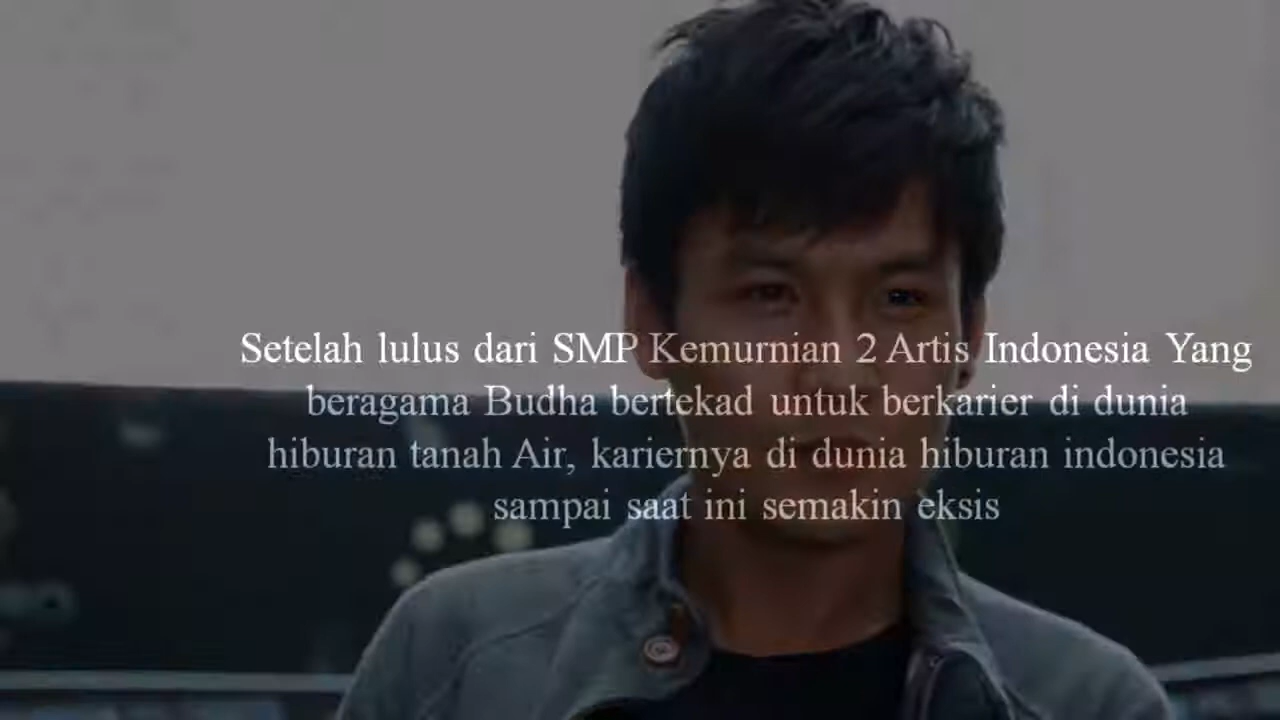 Setelah lulus dari SMP Kemurnian 2 Artis Indonesia Yang
beragama Budha bertekad untuk berkarier di dunia
hiburan tanah Air, kariernya di dunia hiburan indonesia
sampai saat ini semakin eksis